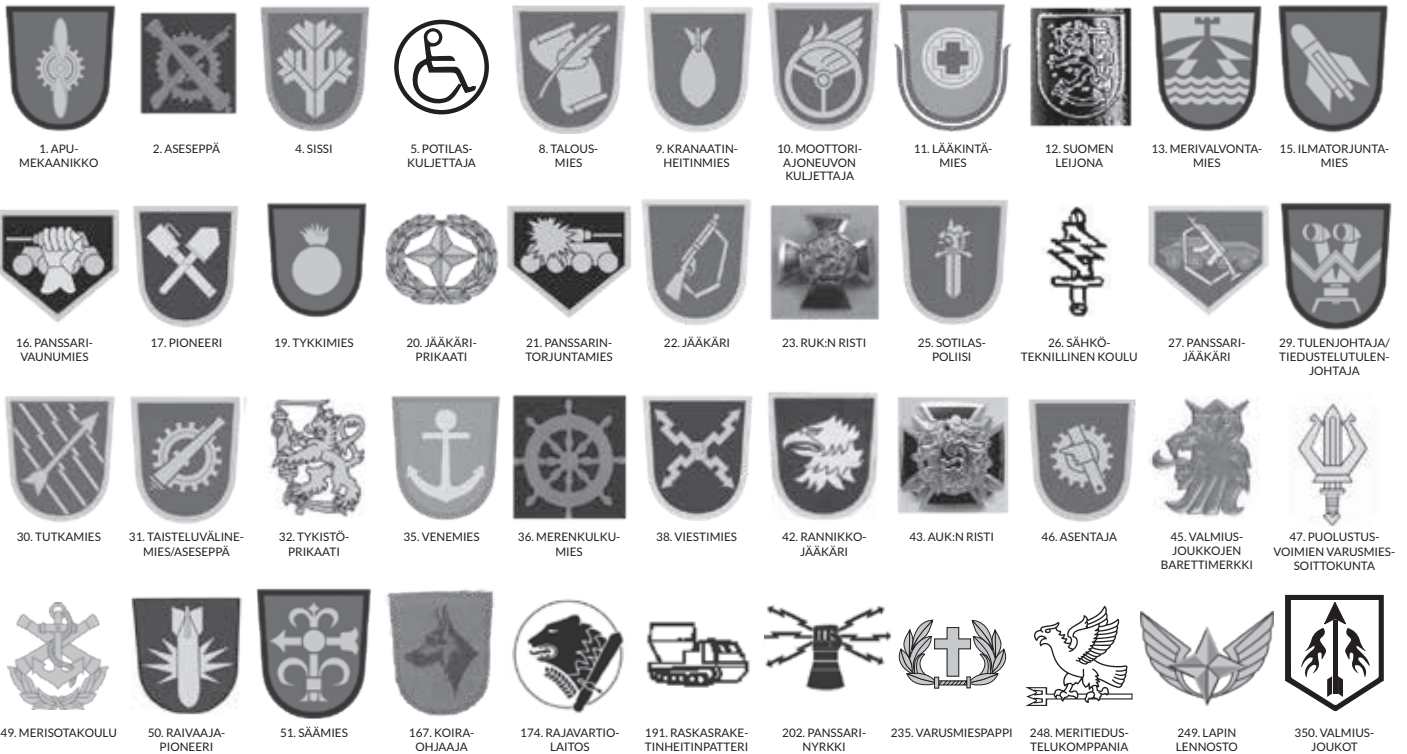 1. APU-
MEKAANIKKO
2. ASESEPPÄ
4. SISSI
5. POTILAS-
KULJETTAJA
8. TALOUS-
MIES
9. KRANAATIN-
HEITINMIES
10. MOOTTORI-
AJONEUVON
KULJETTAJA
11. LÄÄKINTÄ-
MIES
12. SUOMEN
LEIJONA
13. MERIVALVONTA-
MIES
15. ILMATORJUNTA-
MIES
16. PANSSARI-
VAUNUMIES
17. PIONEERI
19. TYKKIMIES
20. JÄÄKÄRI-
PRIKAATI
21. PANSSARIN-
TORJUNTAMIES
22. JÄÄKÄRI
23. RUK:N RISTI
25. SOTILAS-
POLIISI
26. SÄHKÖ-
TEKNILLINEN KOULU
27. PANSSARI-
JÄÄKÄRI
29. TULENJOHTAJA/
TIEDUSTELUTULEN-
JOHTAJA
30. TUTKAMIES
31. TAISTELUVÄLINE-
MIES/ASESEPPÄ
32. TYKISTÖ-
PRIKAATI
35. VENEMIES
36. MERENKULKU-
MIES
38. VIESTIMIES
42. RANNIKKO-
JÄÄKÄRI
43. AUK:N RISTI
46. ASENTAJA
45. VALMIUS-
JOUKKOJEN
BARETTIMERKKI
47. PUOLUSTUS-
VOIMIEN VARUSMIES-
SOITTOKUNTA
49. MERISOTAKOULU
50. RAIVAAJA-
PIONEERI
51. SÄÄMIES
167. KOIRA-
OHJAAJA
174. RAJAVARTIO-
LAITOS
191. RASKASRAKE-
TINHEITINPATTERI
202. PANSSARI-
NYRKKI
235. VARUSMIESPAPPI
248. MERITIEDUS-
TELUKOMPPANIA
249. LAPIN
LENNOSTO
350. VALMIUS-
JOUKOT